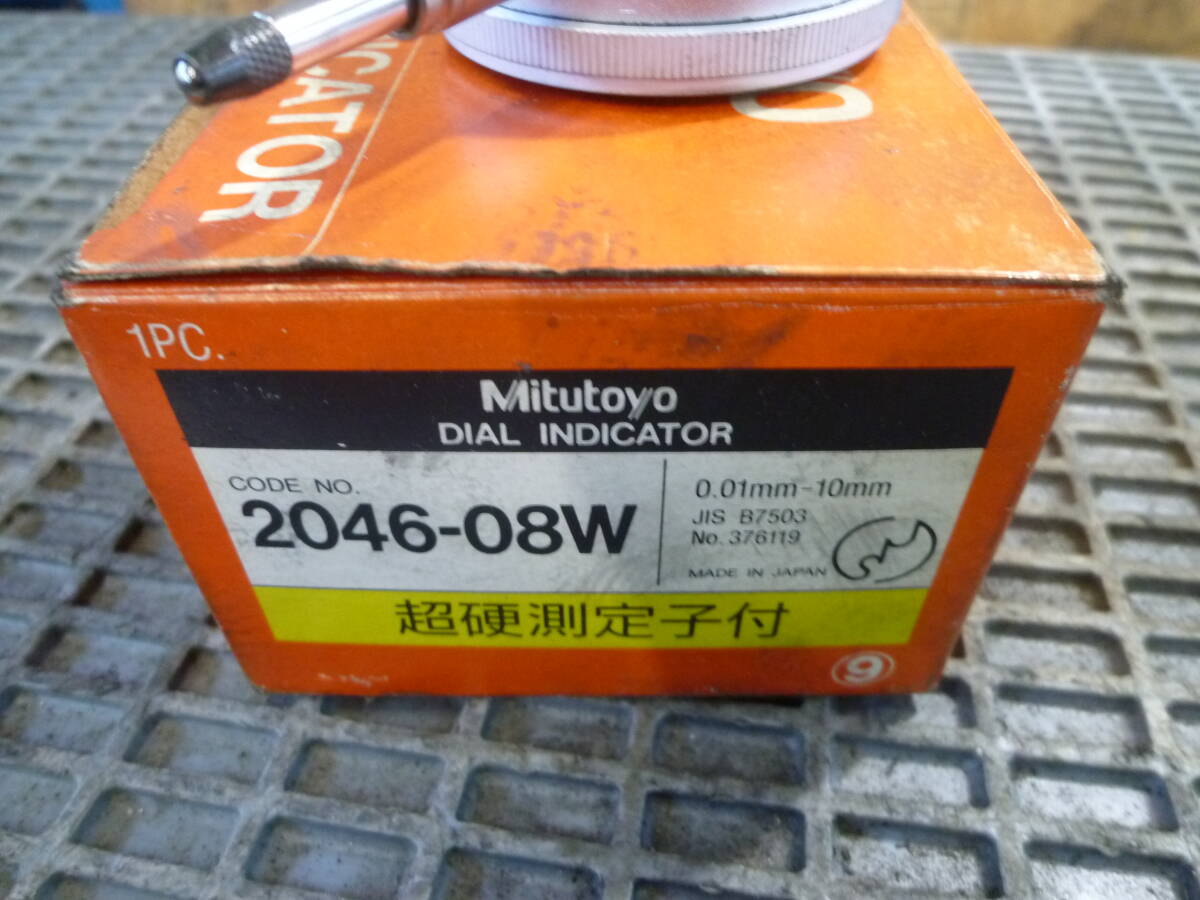 ICATOR
O
1PC.
Mitutoyo
DIAL INDICATOR
CODE NO.
2046-08W
0.01mm-10mm
JIS B7503
No. 376119
MADE IN JAPAN
超硬測定子付
9